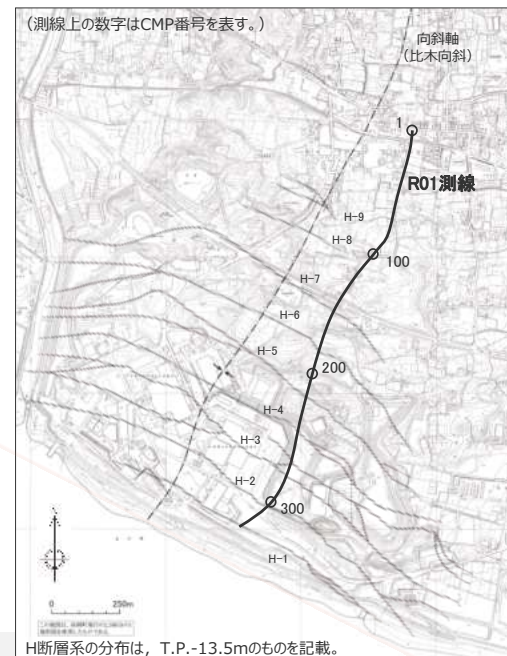 (測線上の数字はCMP番号を表す。)
向斜軸
(比木向斜)
1
R01測線
H-9
H-8
100
H-7
H-6
H-5
200
H-4
H-3
H-2
300
H-1
0 250m
H断層系の分布は，T.P.-13.5mのものを記載。